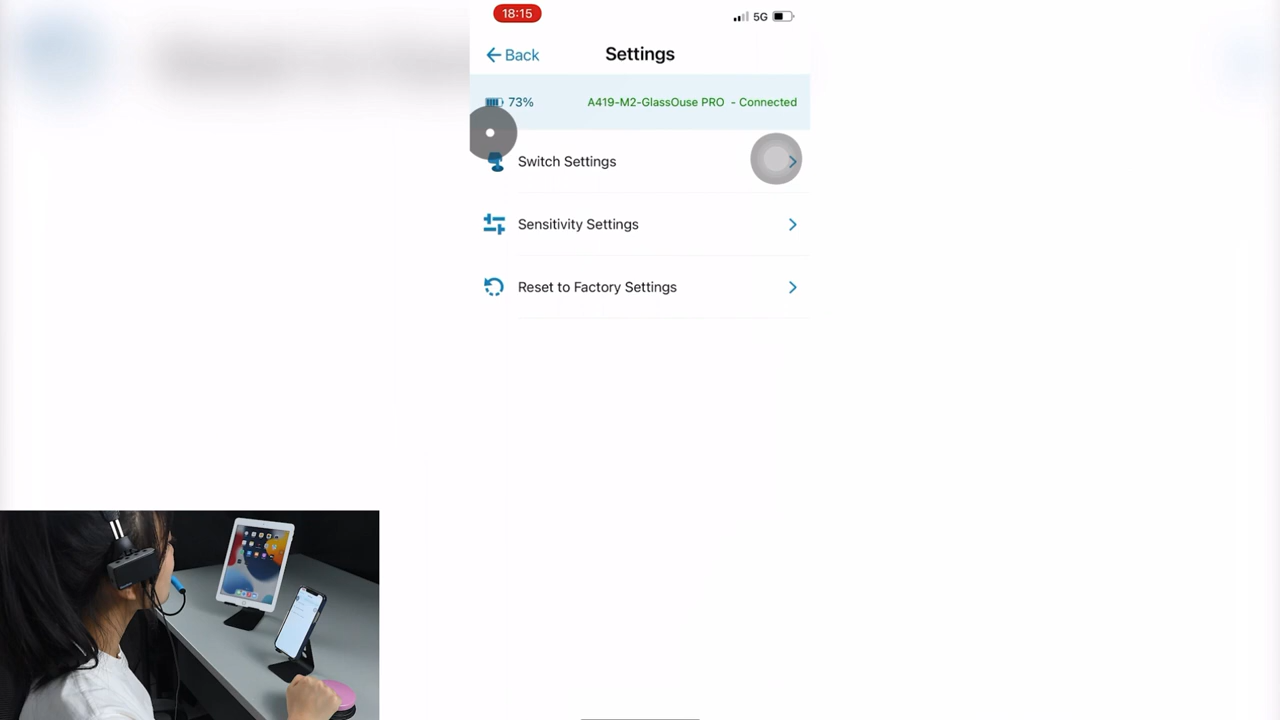 18:15
5G
Back
Settings
73%
A419-M2-GlassOuse PRO - Connected
Switch Settings
Sensitivity Settings
Reset to Factory Settings